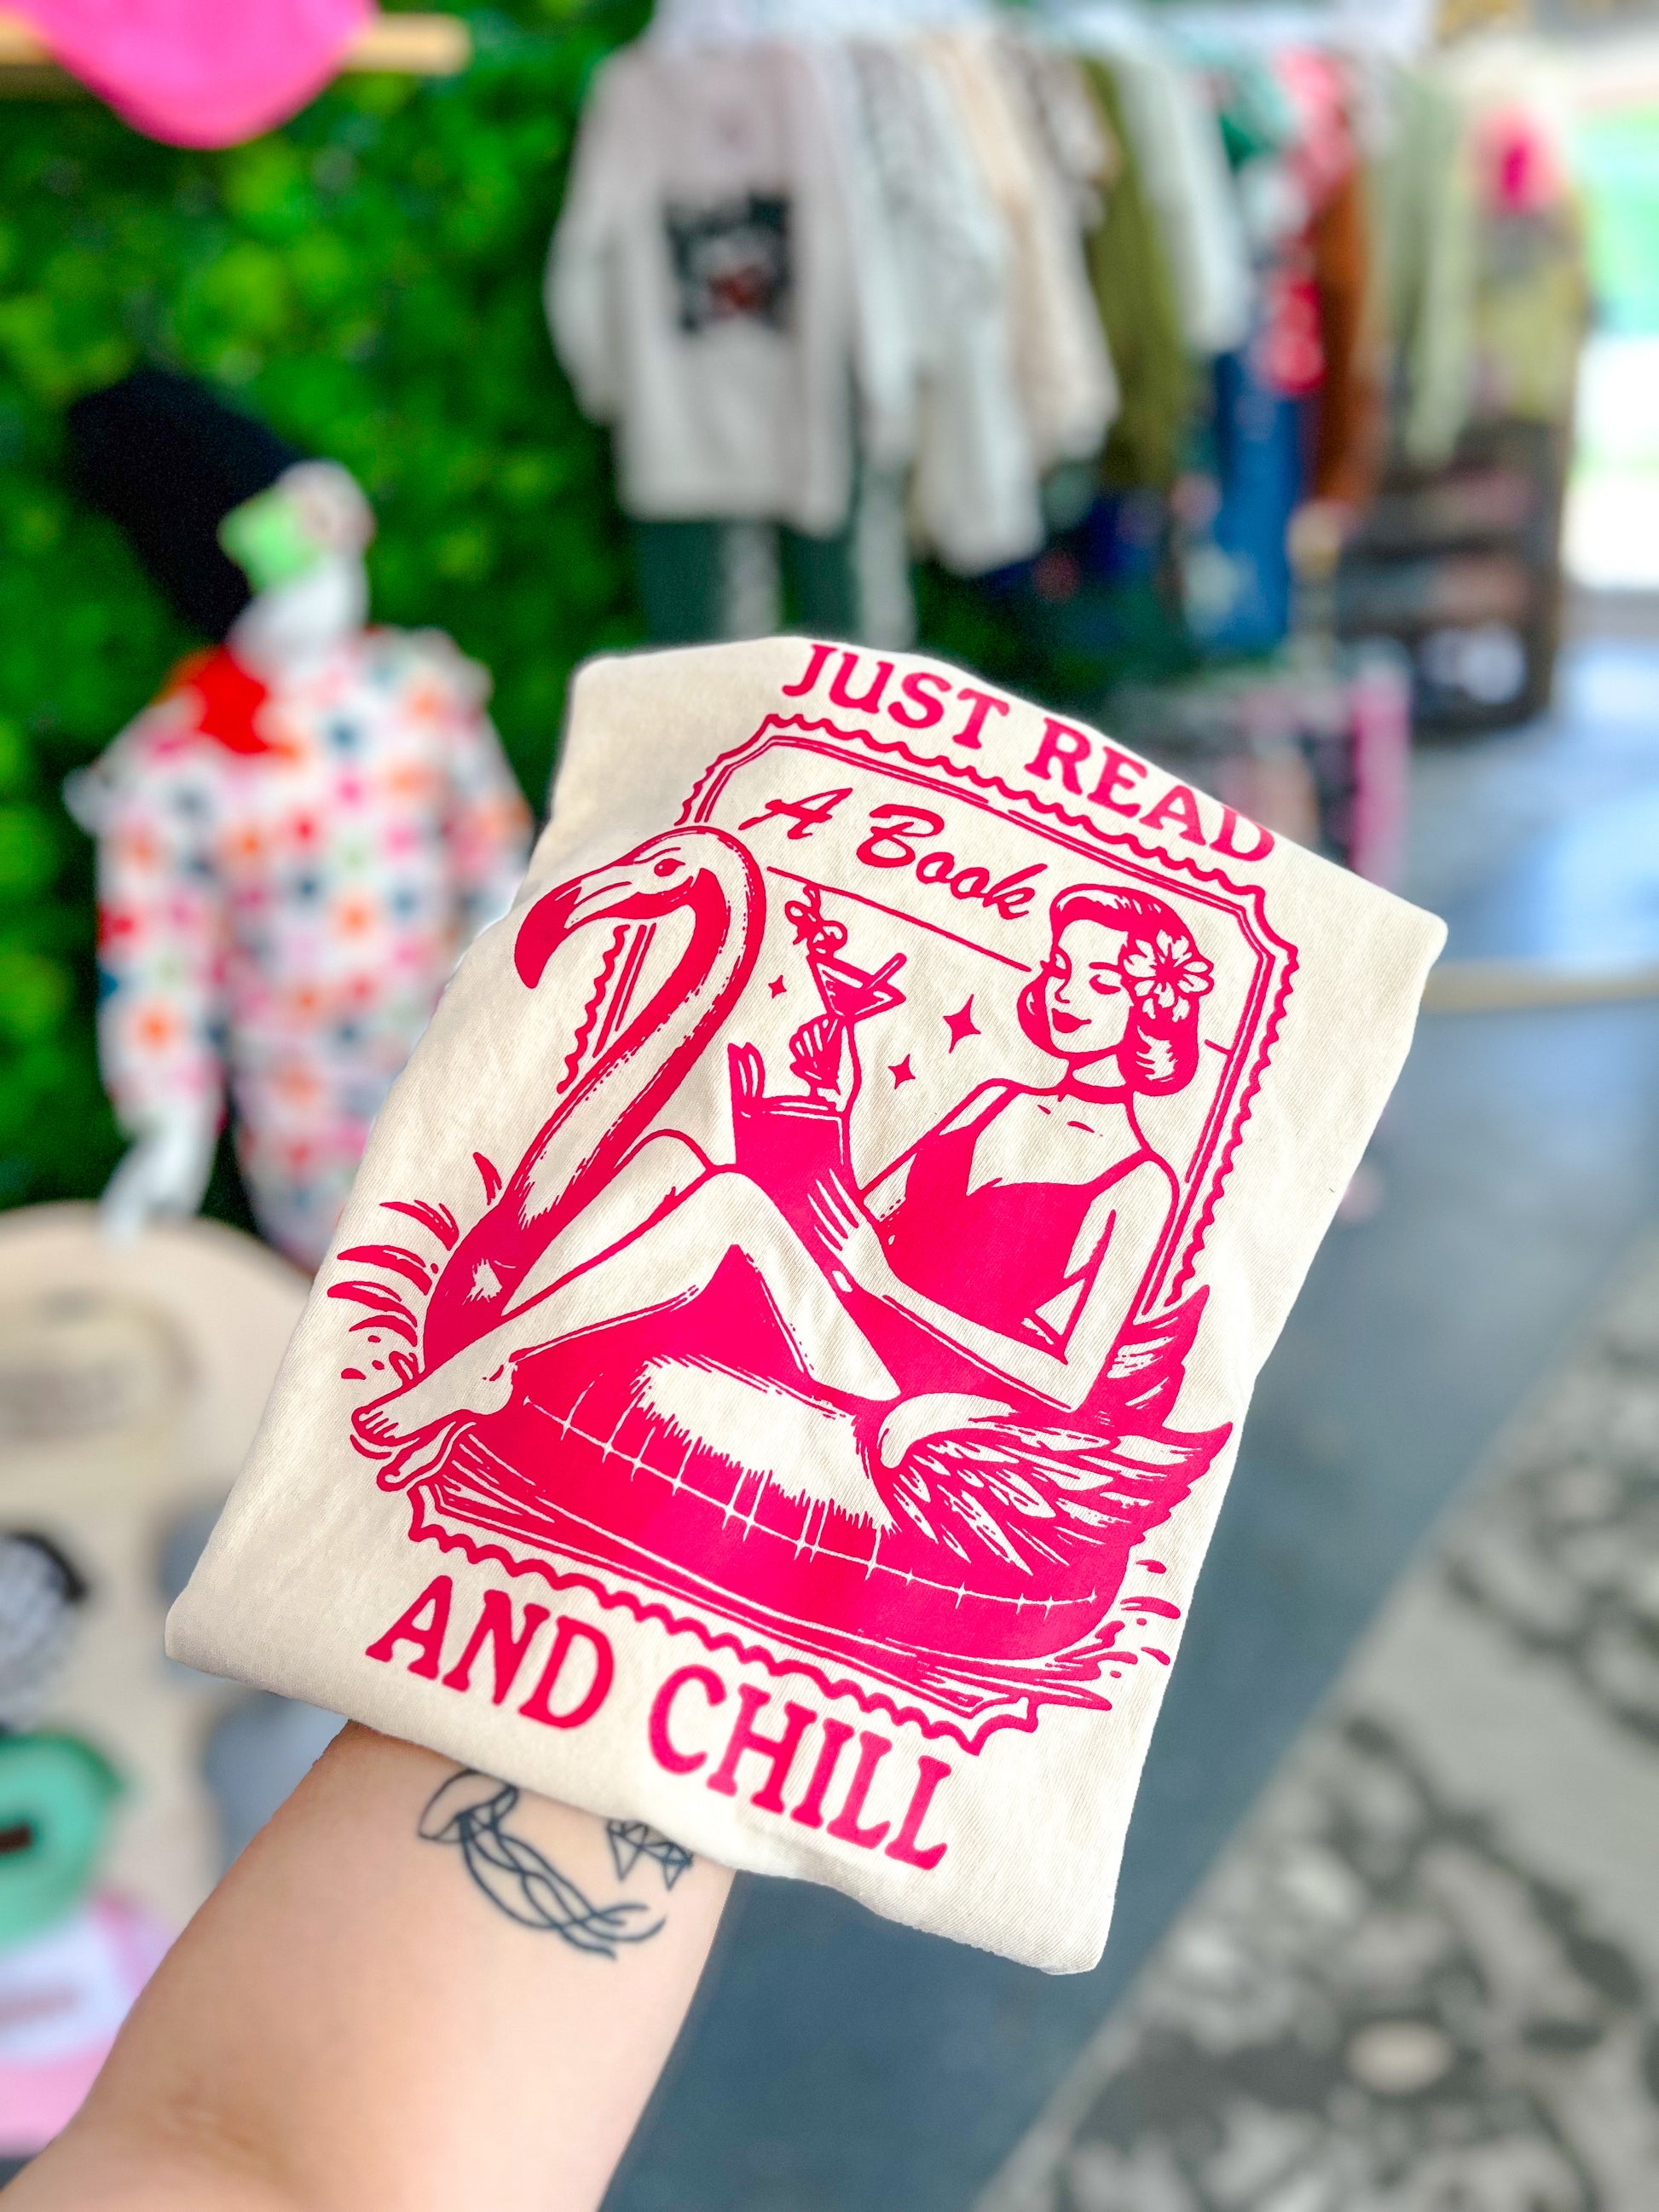 JUST READ
A Book
AND CHILL